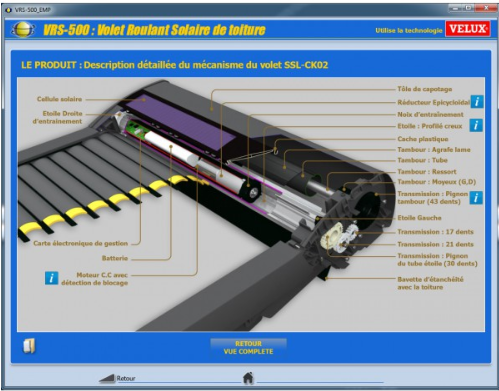 VRS-500_EMP
VRS-500 : Volet Roulant Solaire de toiture
Utilise la technologie VELUX
LE PRODUIT : Description détaillée du mécanisme du volet SSL-CK02
Cellule solaire
Etoile Droite
d'entrainement
Carte électronique de gestion
Batterie
i
Moteur C.C avec
détection de blocage
Tôle de capotage
Réducteur Epicycloïdal i
Noix d'entraînement
Etoile : Profilé creux i
Cache plastique
Tambour : Agrafe lame
Tambour : Tube
Tambour : Ressort
Tambour : Moyeux (G,D)
Transmission : Pignon
tambour (43 dents) i
Etoile Gauche
Transmission : 17 dents
Transmission : 21 dents
Transmission : Pignon
du tube étoile (20 dents)
Bavette d'étanchéité
avec la toiture
RETOUR
VUE COMPLETE
Retour